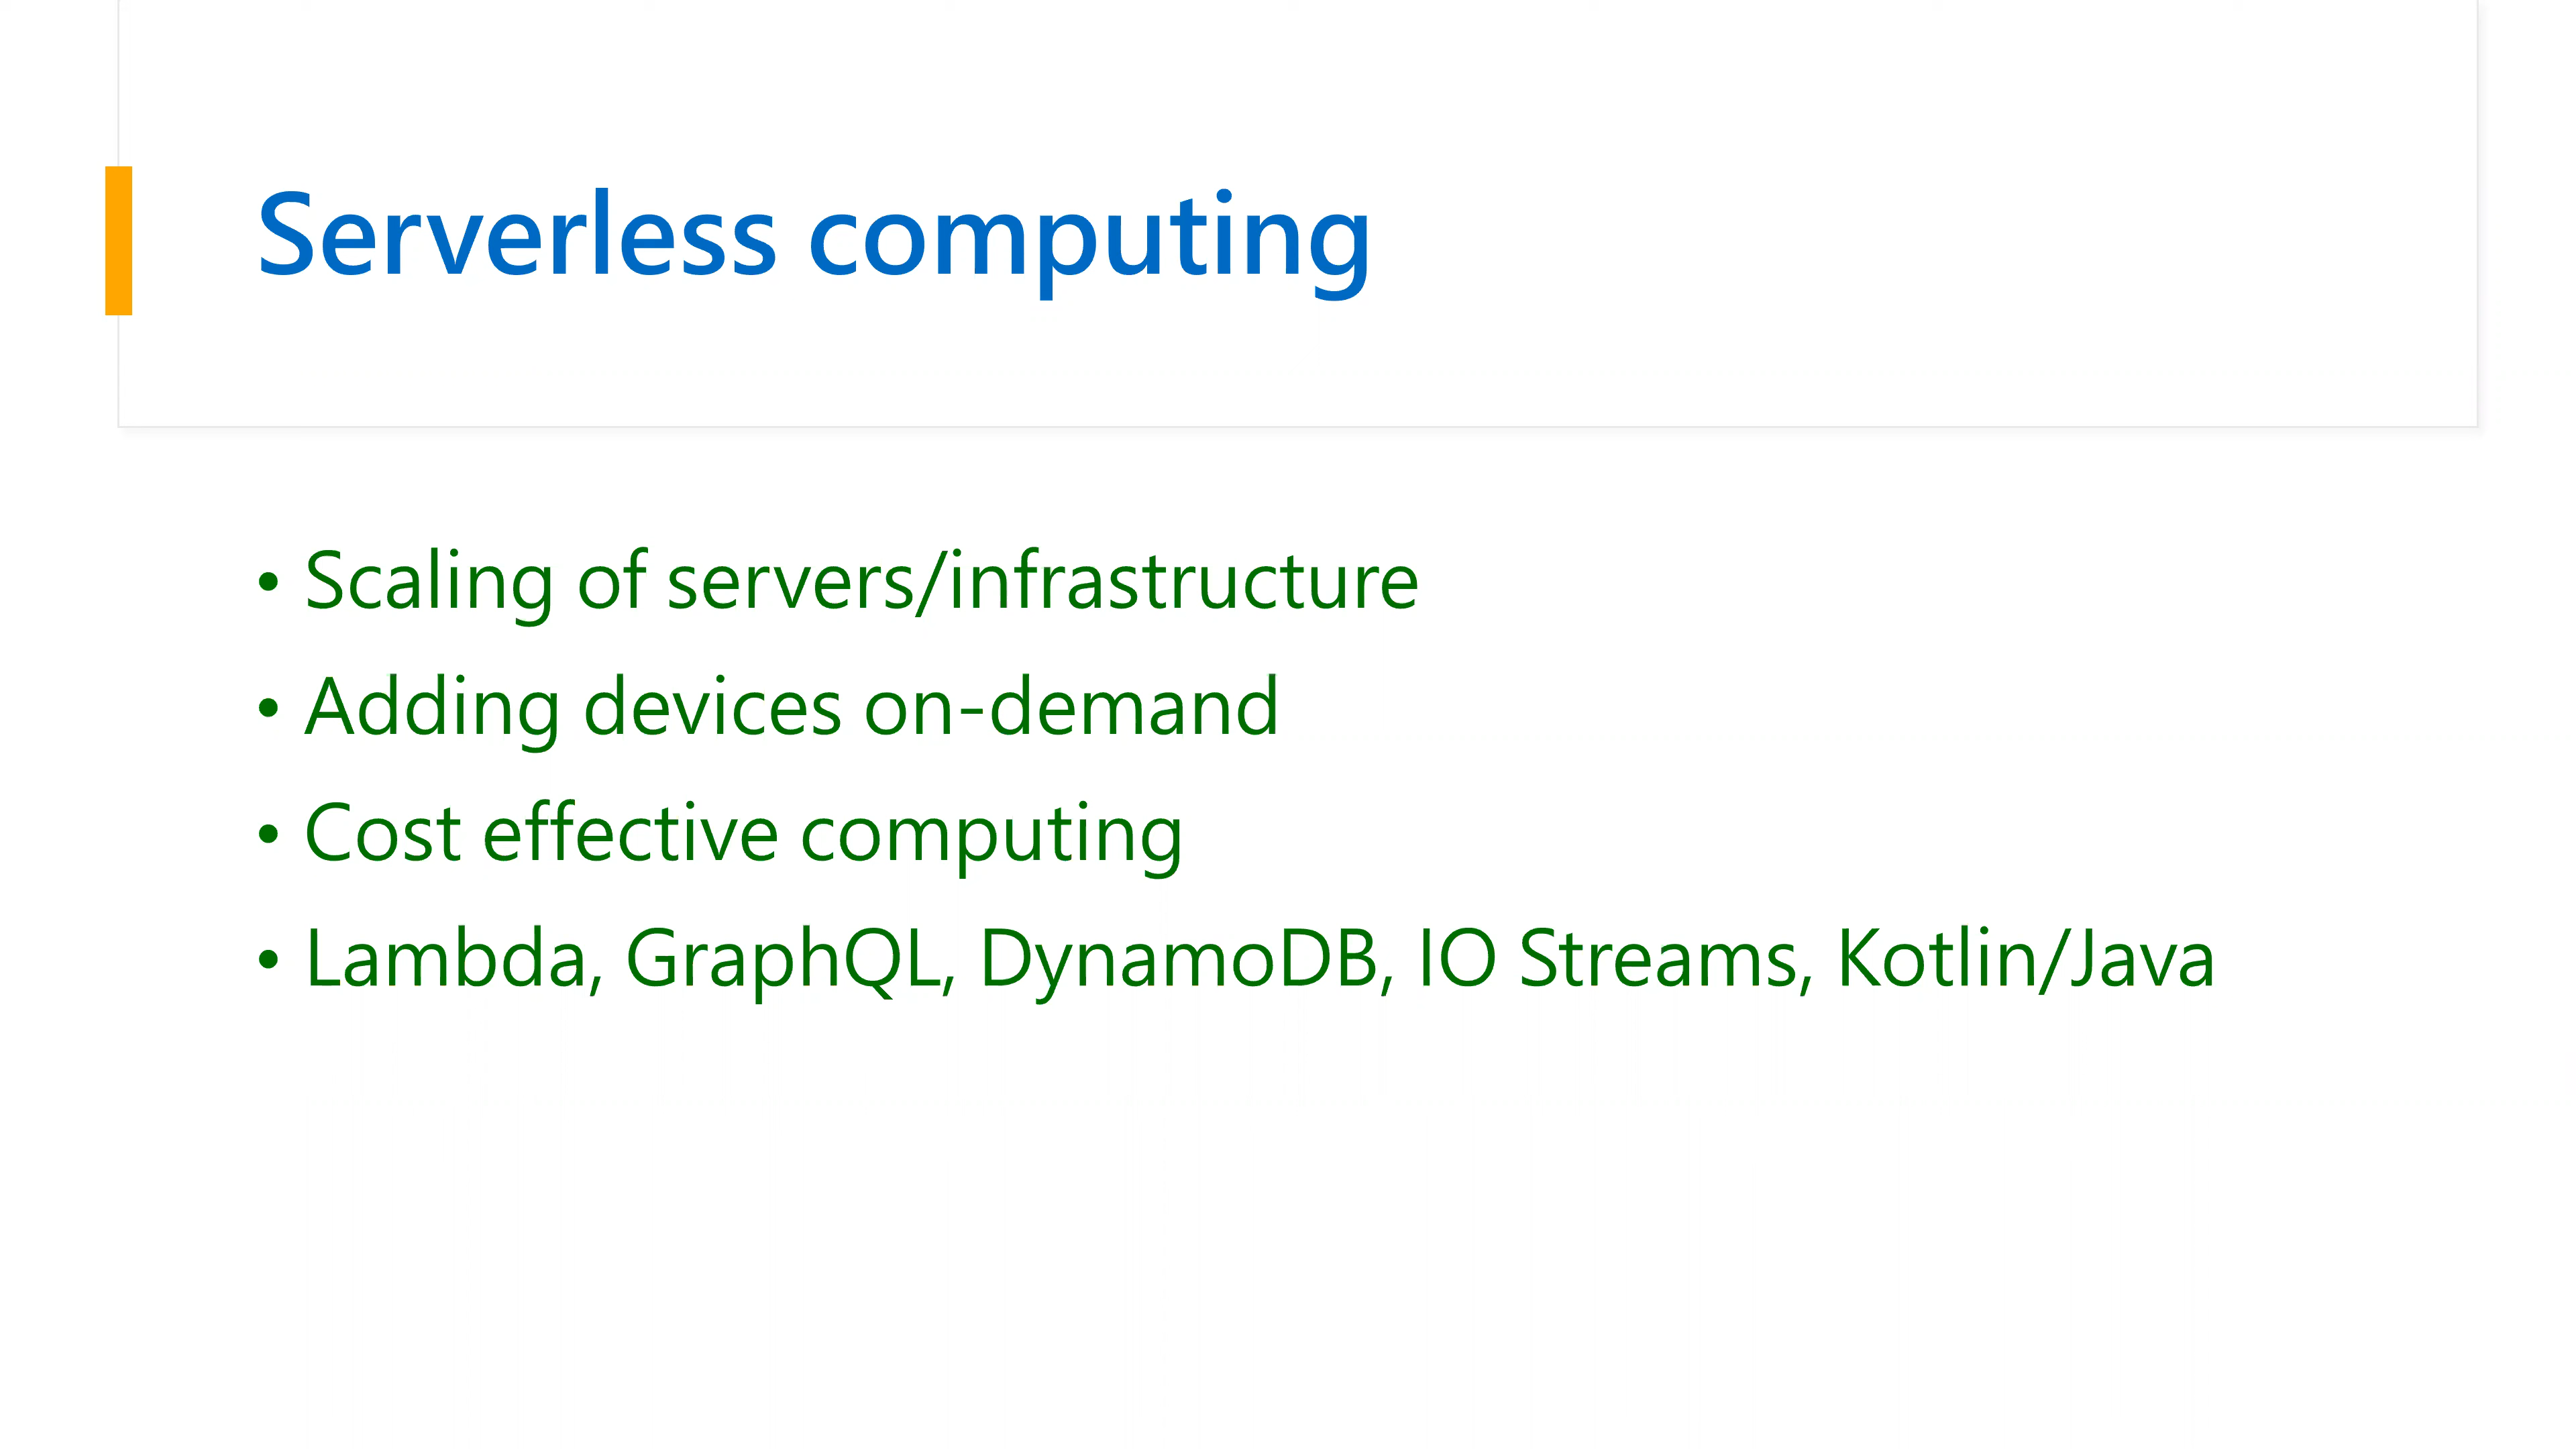 Serverless computing
• Scaling of servers/infrastructure
• Adding devices on-demand
• Cost effective computing
• Lambda, GraphQL, DynamoDB, IO Streams, Kotlin/Java